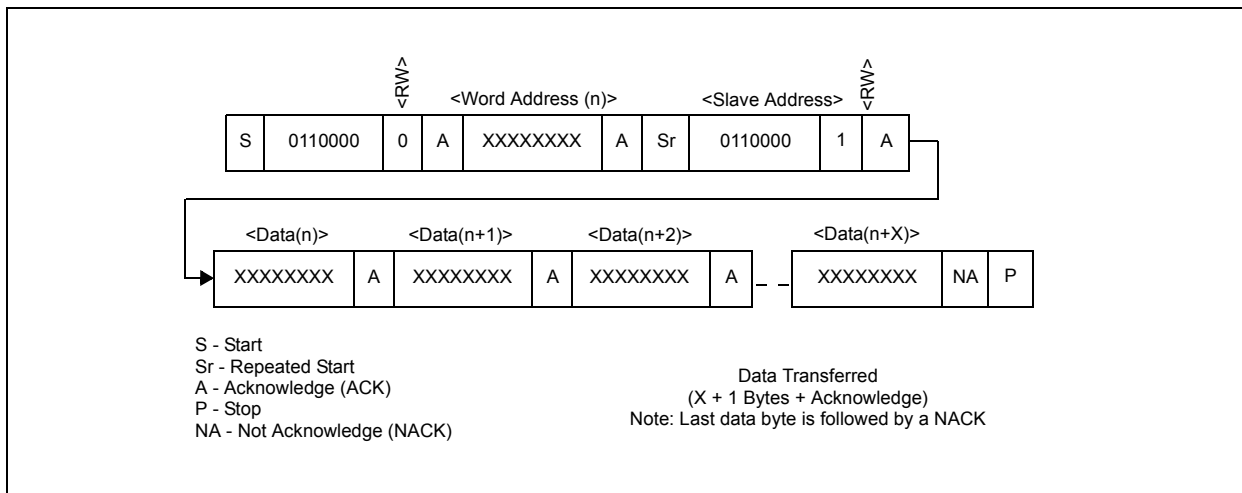 <RW>
<Word Address (n)>
<Slave Address>
<RW>
S 0110000 0 A XXXXXXXX A Sr 0110000 1 A
<Data(n)> <Data(n+1)> <Data(n+2)> <Data(n+X)>
XXXXXXXX A XXXXXXXX A XXXXXXXX A XXXXXXXX NA P
S - Start
Sr - Repeated Start
A - Acknowledge (ACK)
P - Stop
NA - Not Acknowledge (NACK)
Data Transferred
(X + 1 Bytes + Acknowledge)
Note: Last data byte is followed by a NACK